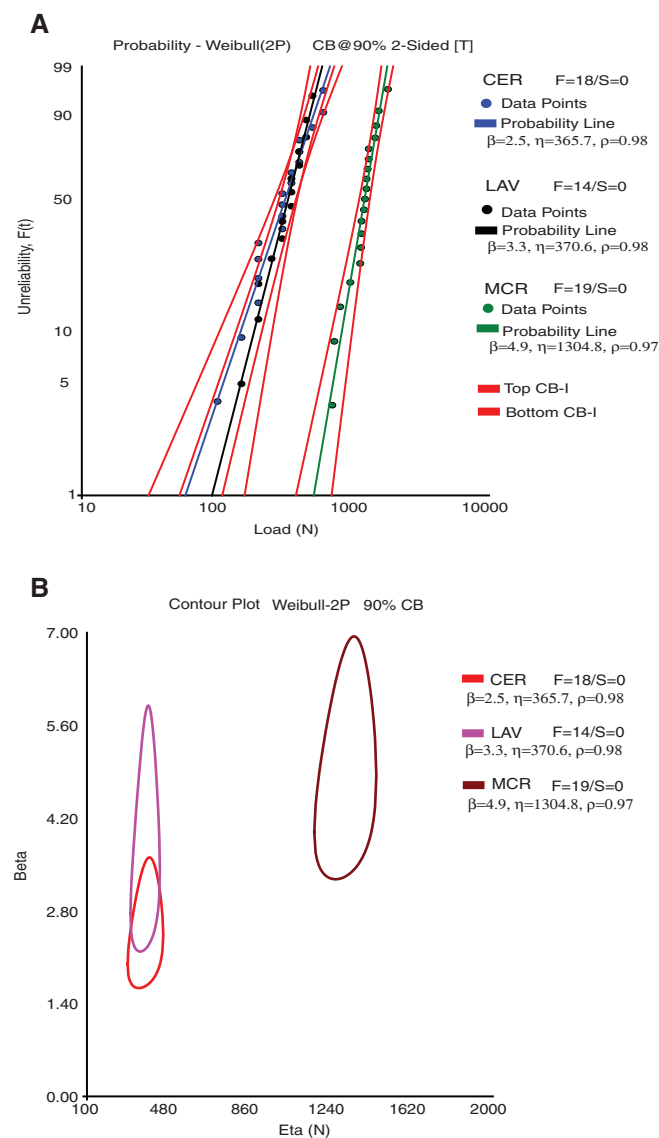 A
Probability - Weibull(2P) CB@90% 2-Sided [T]
99
90
50
10
5
1
Unreliability, F(t)
10 100 1000 10000
Load (N)
CER F=18/S=0
Data Points
Probability Line
β=2.5, η=365.7, ρ=0.98
LAV F=14/S=0
Data Points
Probability Line
β=3.3, η=370.6, ρ=0.98
MCR F=19/S=0
Data Points
Probability Line
β=4.9, η=1304.8, ρ=0.97
Top CB-I
Bottom CB-I
B
Contour Plot Weibull-2P 90% CB
7.00
5.60
4.20
2.80
1.40
0.00
Beta
100 480 860 1240 1620 2000
Eta (N)
CER F=18/S=0
β=2.5, η=365.7, ρ=0.98
LAV F=14/S=0
β=3.3, η=370.6, ρ=0.98
MCR F=19/S=0
β=4.9, η=1304.8, ρ=0.97